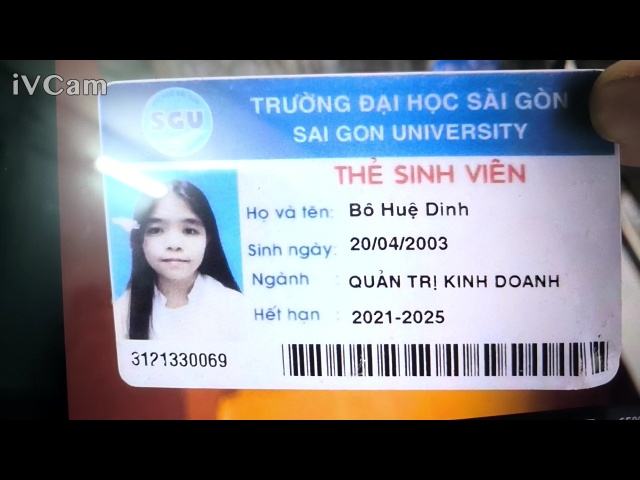 iVCam
SGU
TRƯỜNG ĐẠI HỌC SÀI GÒN
SAI GON UNIVERSITY
THẺ SINH VIÊN
Họ và tên: Bô Huệ Dinh
Sinh ngày: 20/04/2003
Ngành : QUẢN TRỊ KINH DOANH
Hết hạn : 2021-2025
3121330069